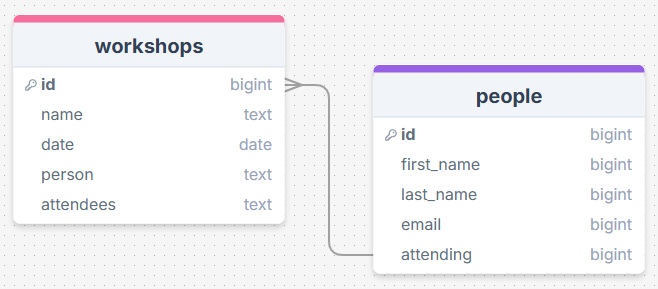 workshops
id bigint
name text
date date
person text
attendees text
people
id bigint
first_name bigint
last_name bigint
email bigint
attending bigint